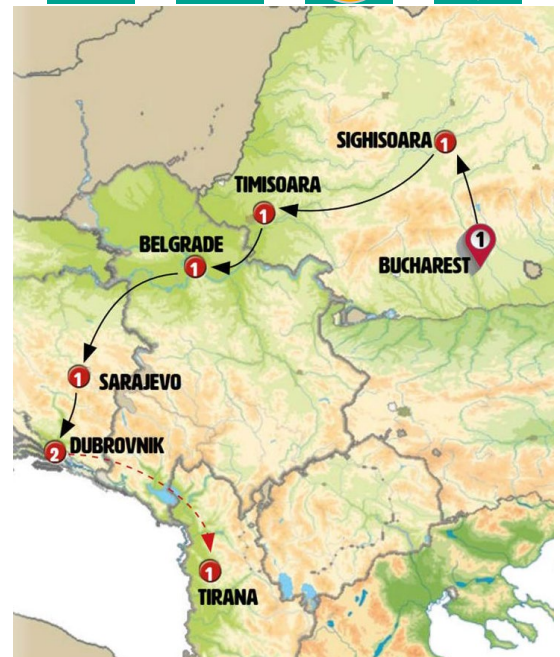 SIGHISOARA
1
TIMISOARA
1
1
BUCHAREST
BELGRADE
1
1
SARAJEVO
2
DUBROVNIK
1
TIRANA